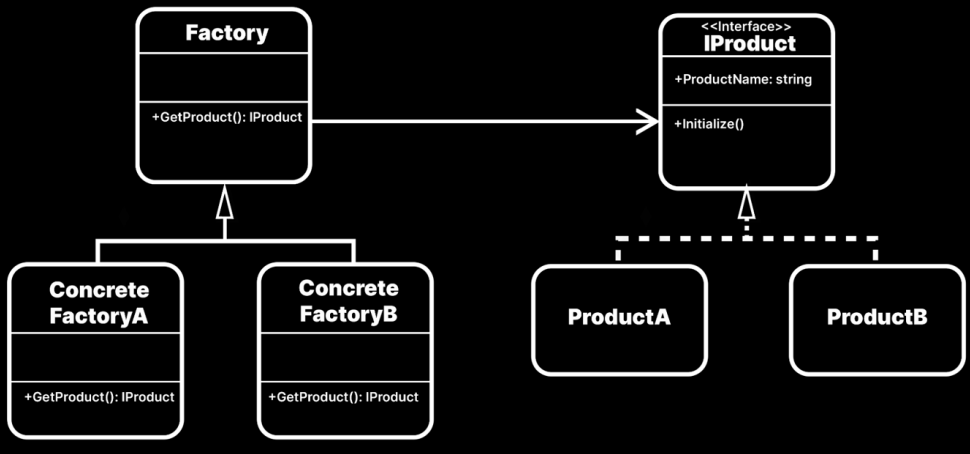 Factory
+GetProduct(): IProduct
<<Interface>>
IProduct
+ProductName: string
+Initialize()
Concrete
FactoryA
+GetProduct(): IProduct
Concrete
FactoryB
+GetProduct(): IProduct
ProductA
ProductB